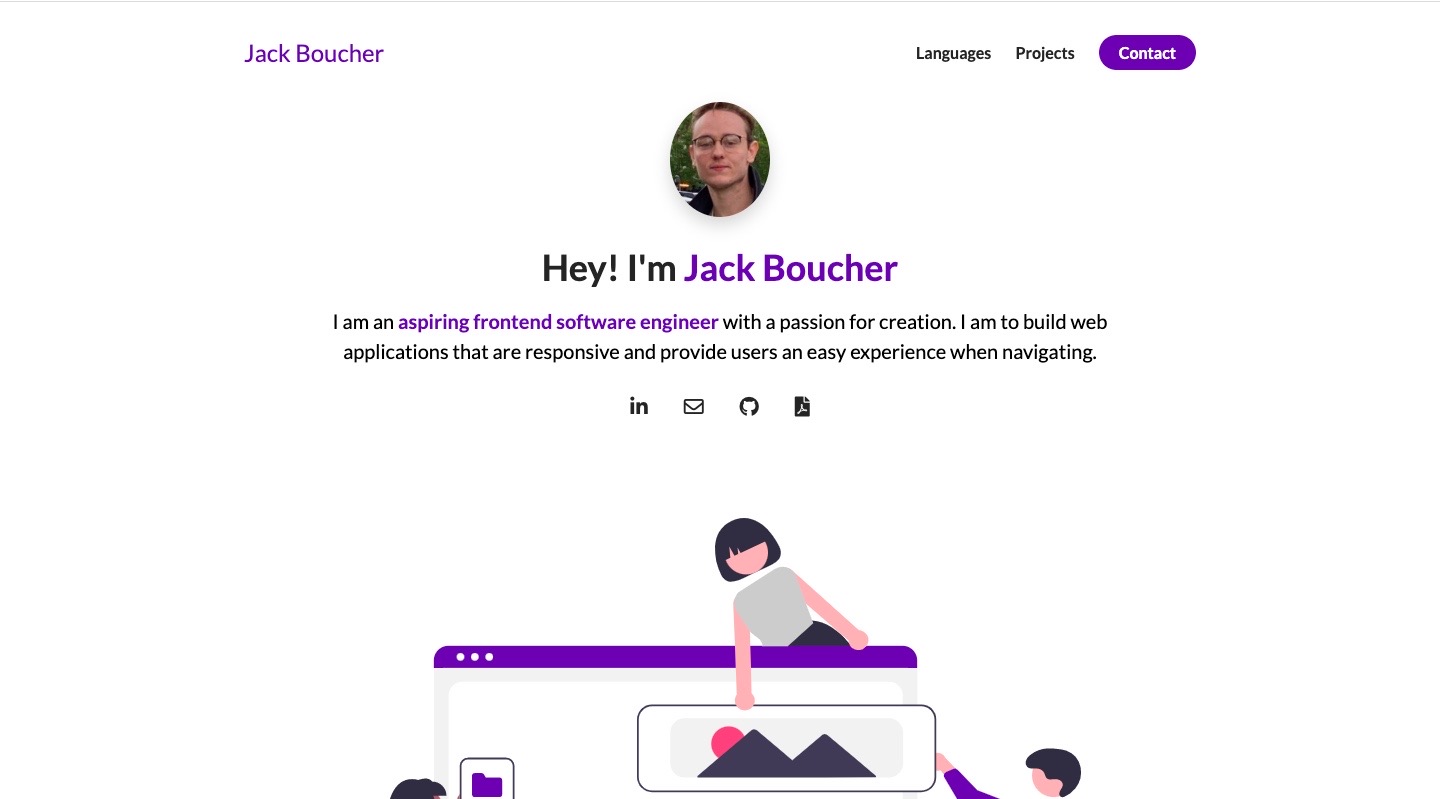 Jack Boucher
Languages Projects Contact
Hey! I'm Jack Boucher
I am an aspiring frontend software engineer with a passion for creation. I am to build web
applications that are responsive and provide users an easy experience when navigating.
in